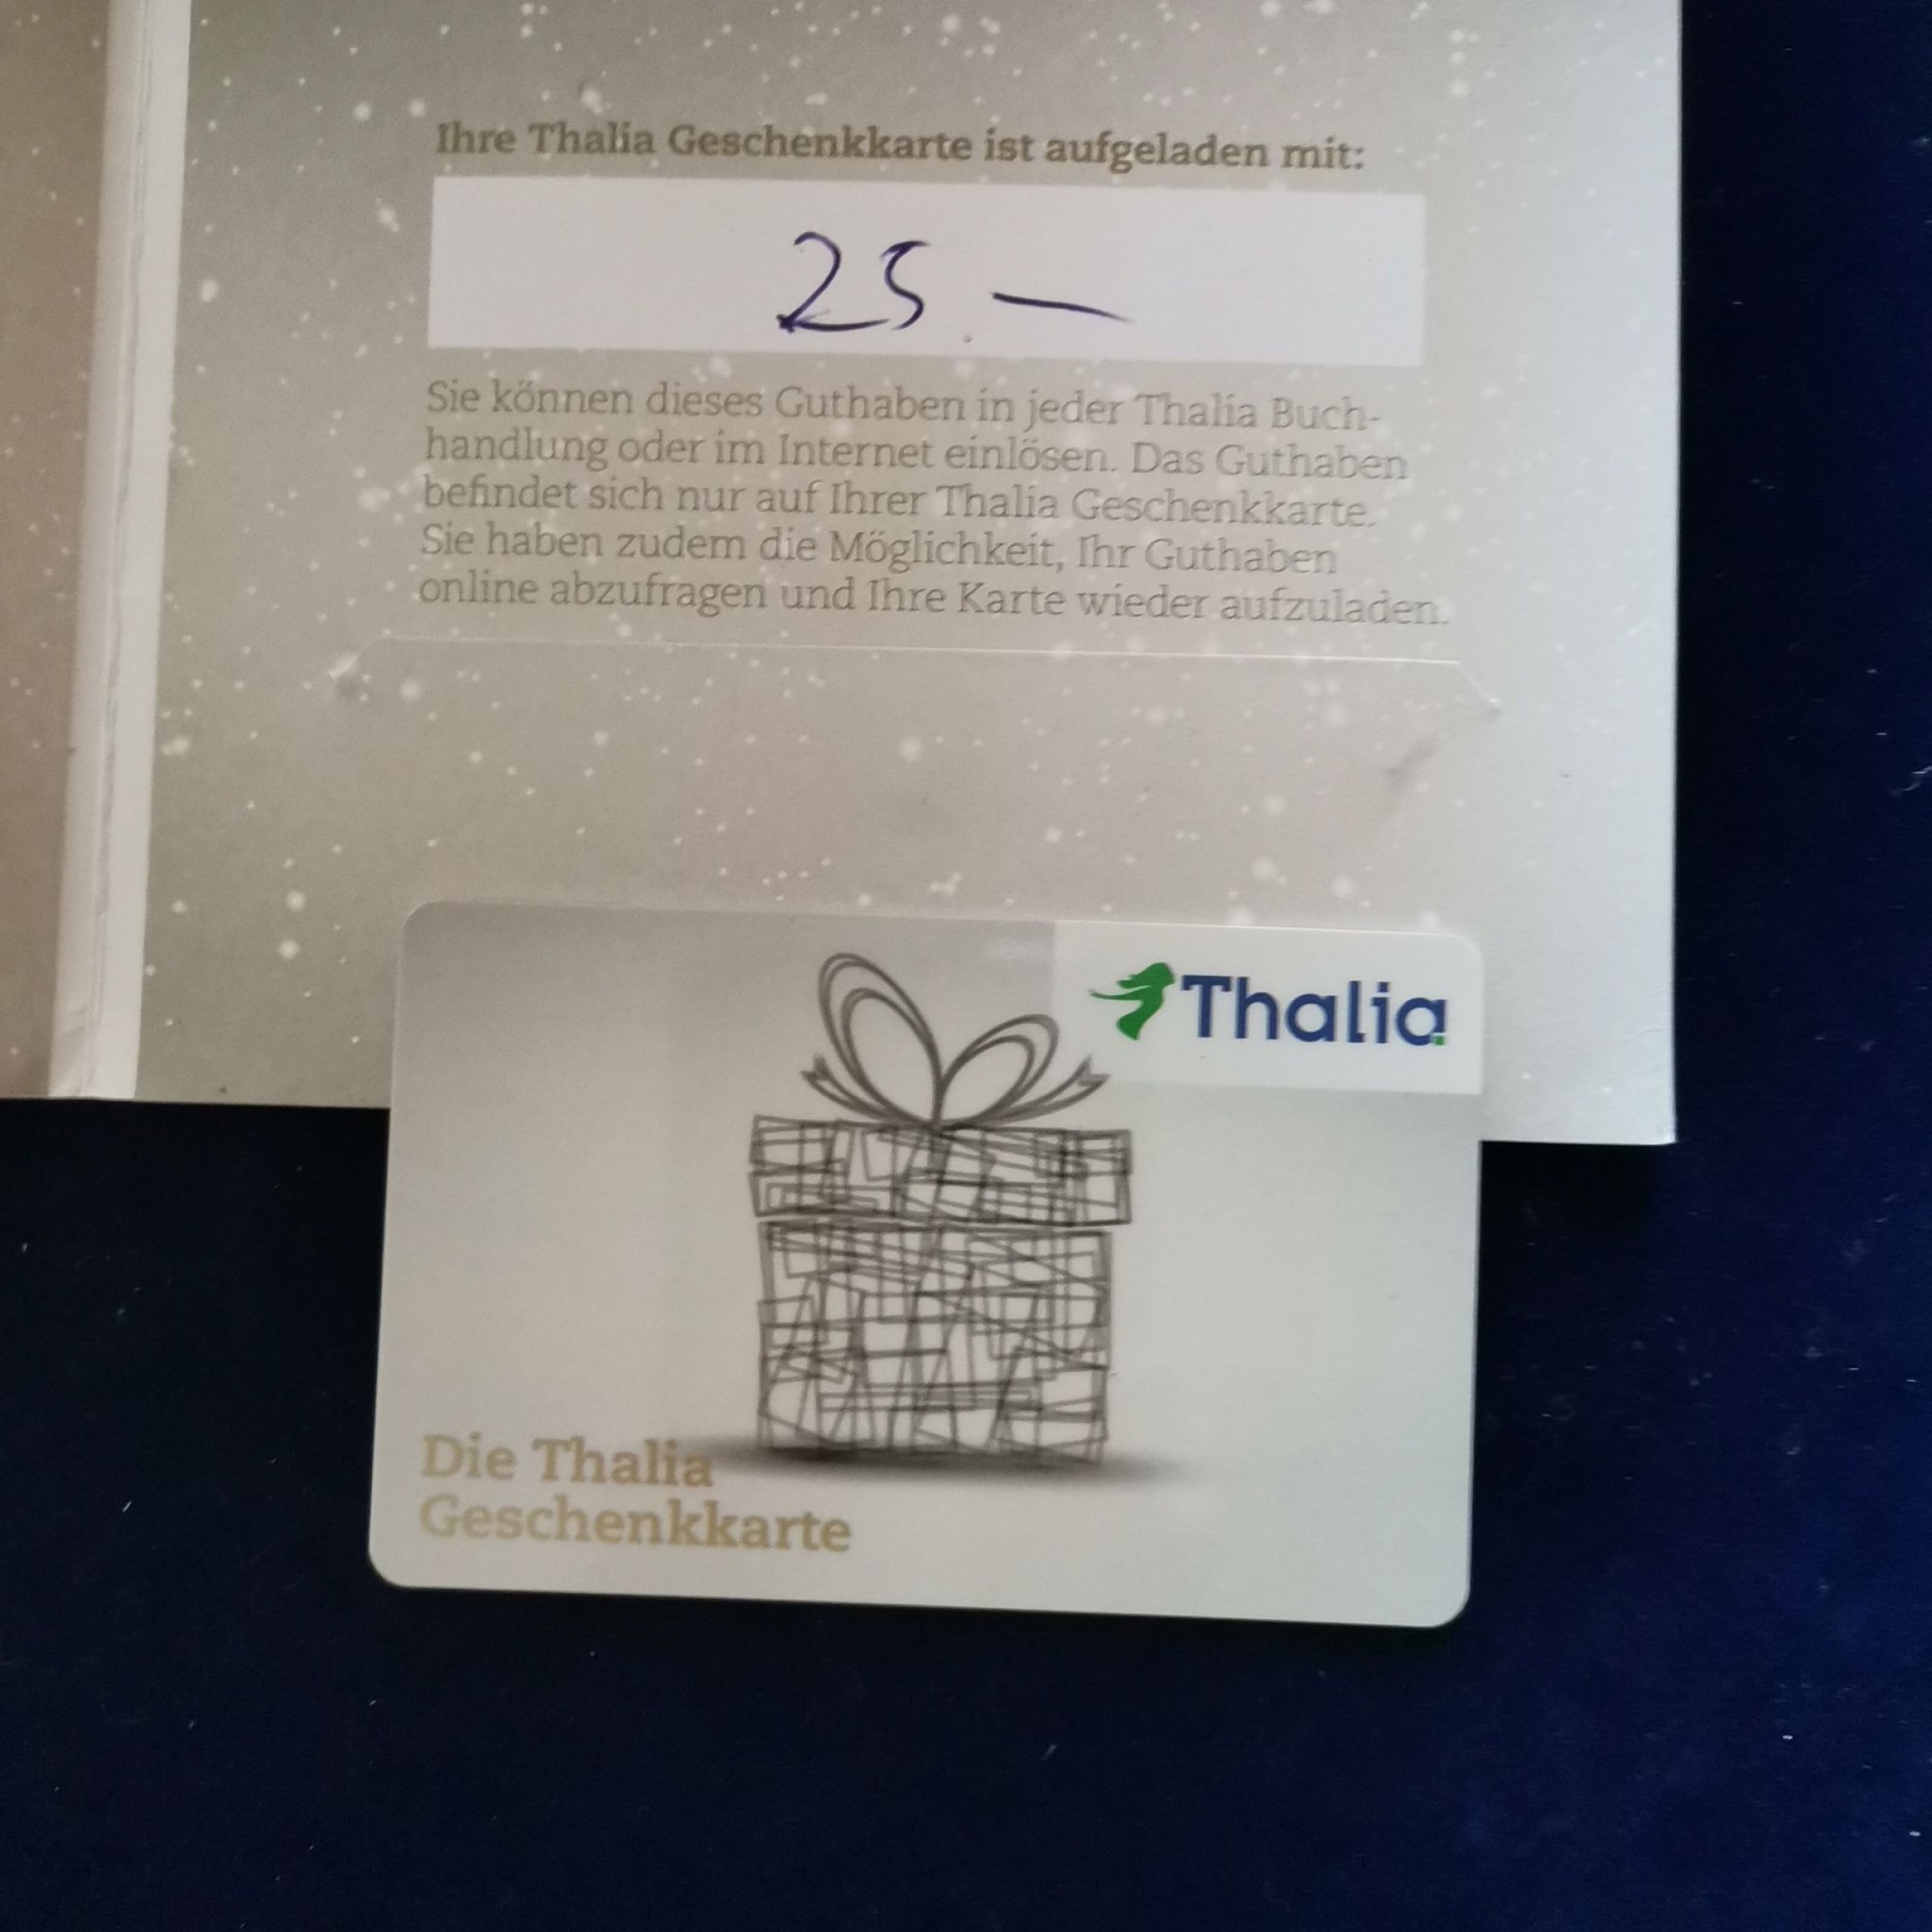 Ihre Thalia Geschenkkarte ist aufgeladen mit:
25.—
Sie können dieses Guthaben in jeder Thalia Buch-
handlung oder im Internet einlösen. Das Guthaben
befindet sich nur auf Ihrer Thalia Geschenkkarte.
Sie haben zudem die Möglichkeit, Ihr Guthaben
online abzufragen und Ihre Karte wieder aufzuladen.
Thalia
Die Thalia
Geschenkkarte